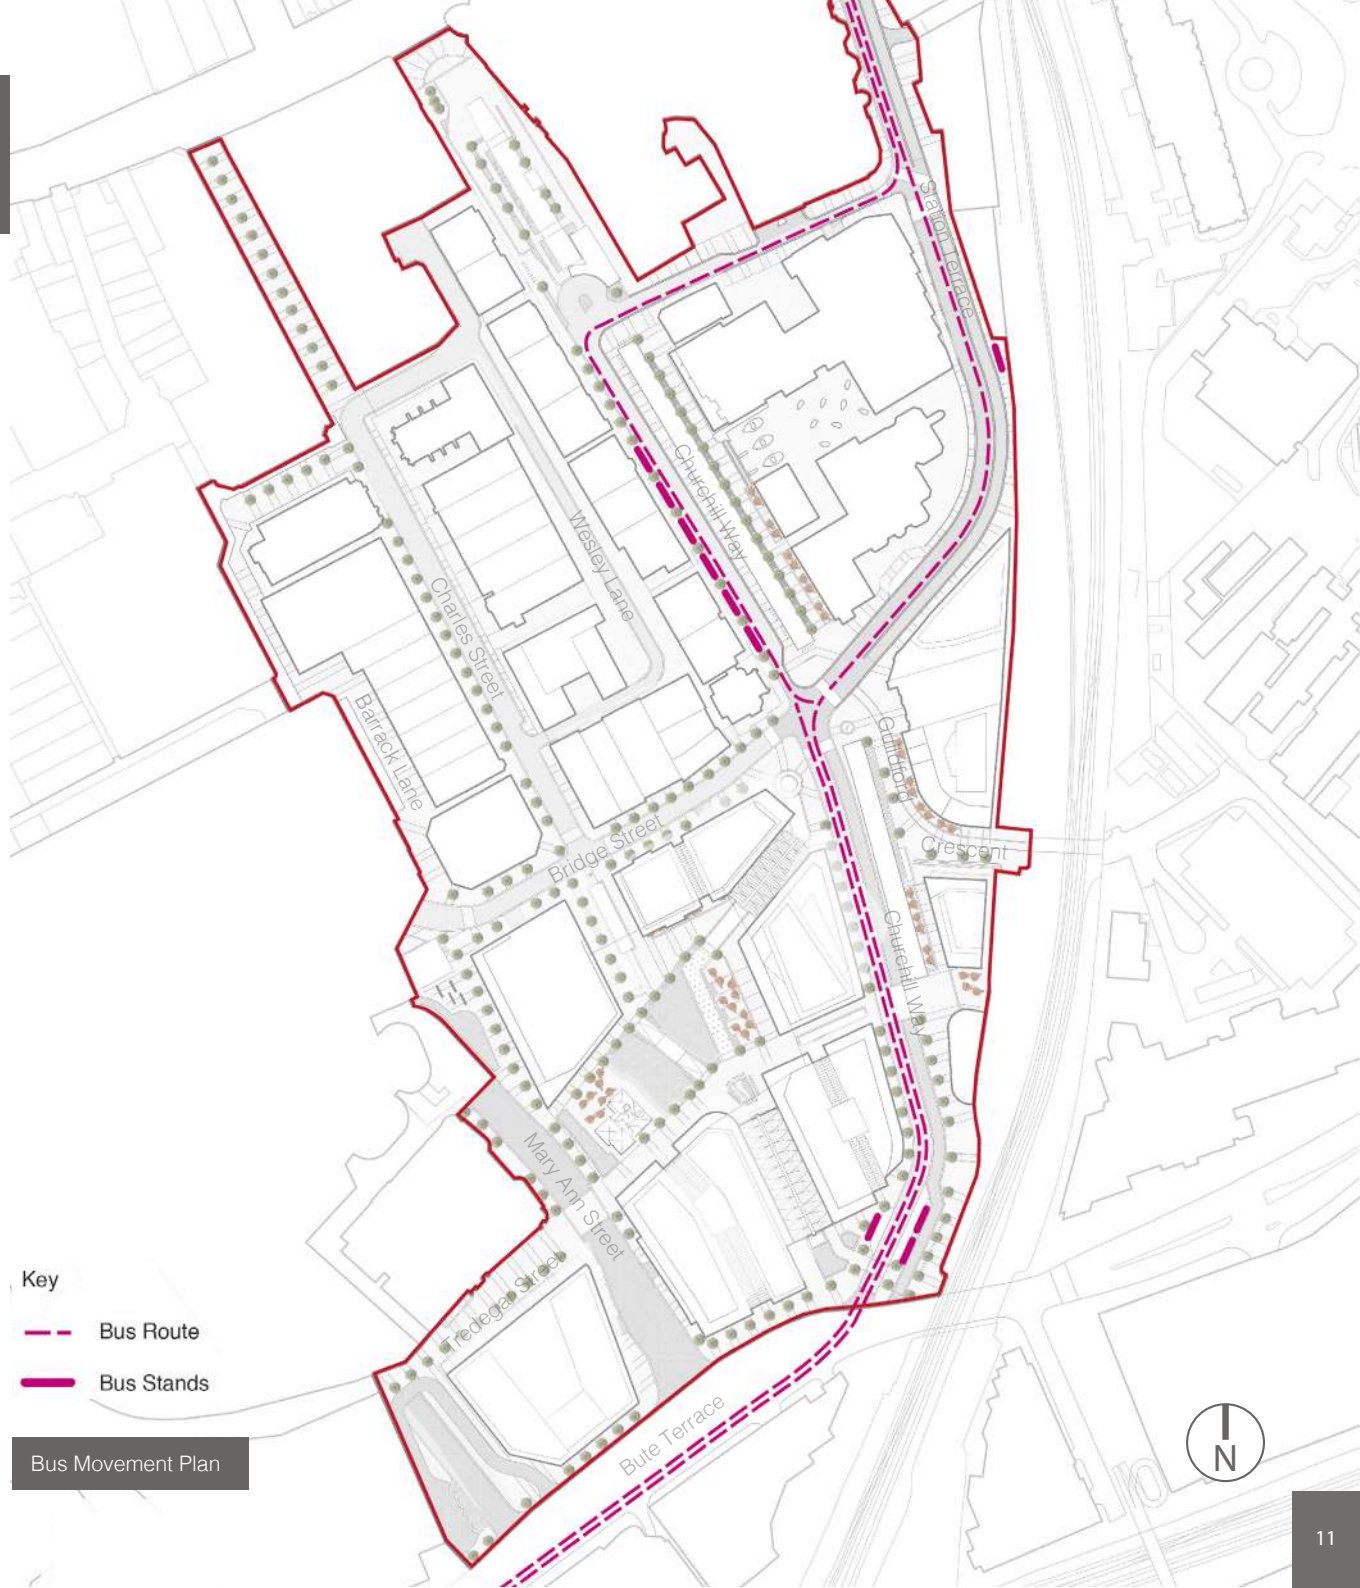 Station Terrace
Churchill Way
Wesley Lane
Charles Street
Barrack Lane
Guildford
Crescent
Bridge Street
Churchill Way
Mary Ann Street
Tredegar Street
Bute Terrace
Key
Bus Route
Bus Stands
Bus Movement Plan
N
11